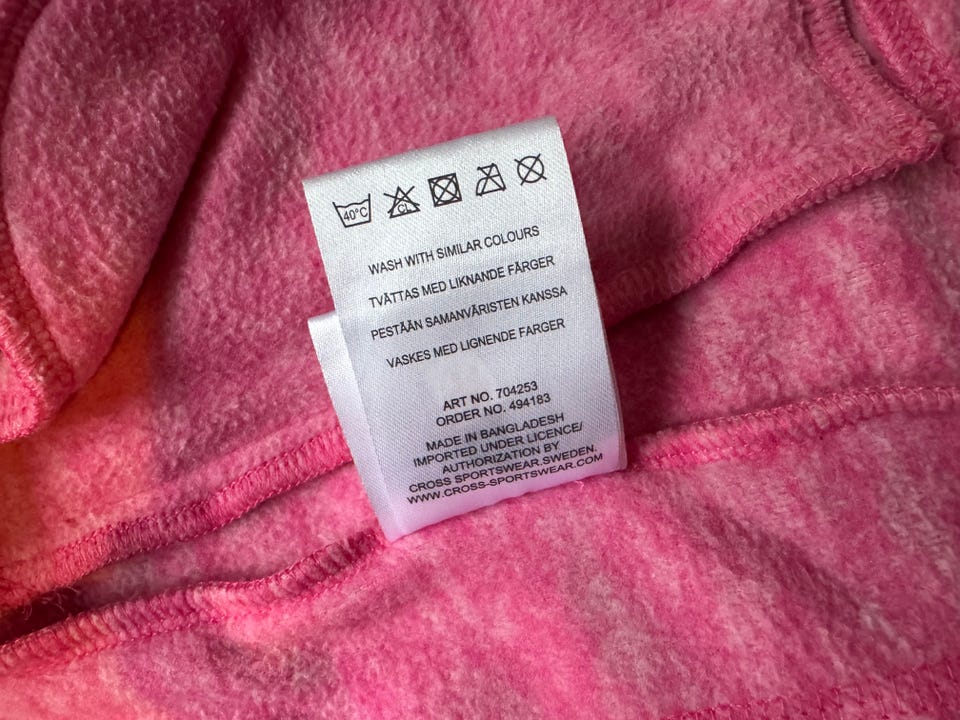 40°C CL
WASH WITH SIMILAR COLOURS
TVÄTTAS MED LIKNANDE FÄRGER
PESTÄÄN SAMANVÄRISTEN KANSSA
VASKES MED LIGNENDE FARGER
ART NO. 704253
ORDER NO. 494183
MADE IN BANGLADESH
IMPORTED UNDER LICENCE/
AUTHORIZATION BY
CROSS SPORTSWEAR.SWEDEN.
WWW.CROSS-SPORTSWEAR.COM